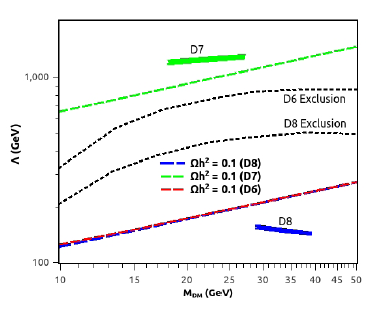 D7
1,000
D6 Exclusion
D8 Exclusion
Λ (GeV)
Ωh² = 0.1 (D8)
Ωh² = 0.1 (D7)
Ωh² = 0.1 (D6)
D8
100
10 15 20 25 30 35 40 45 50
M_DM (GeV)